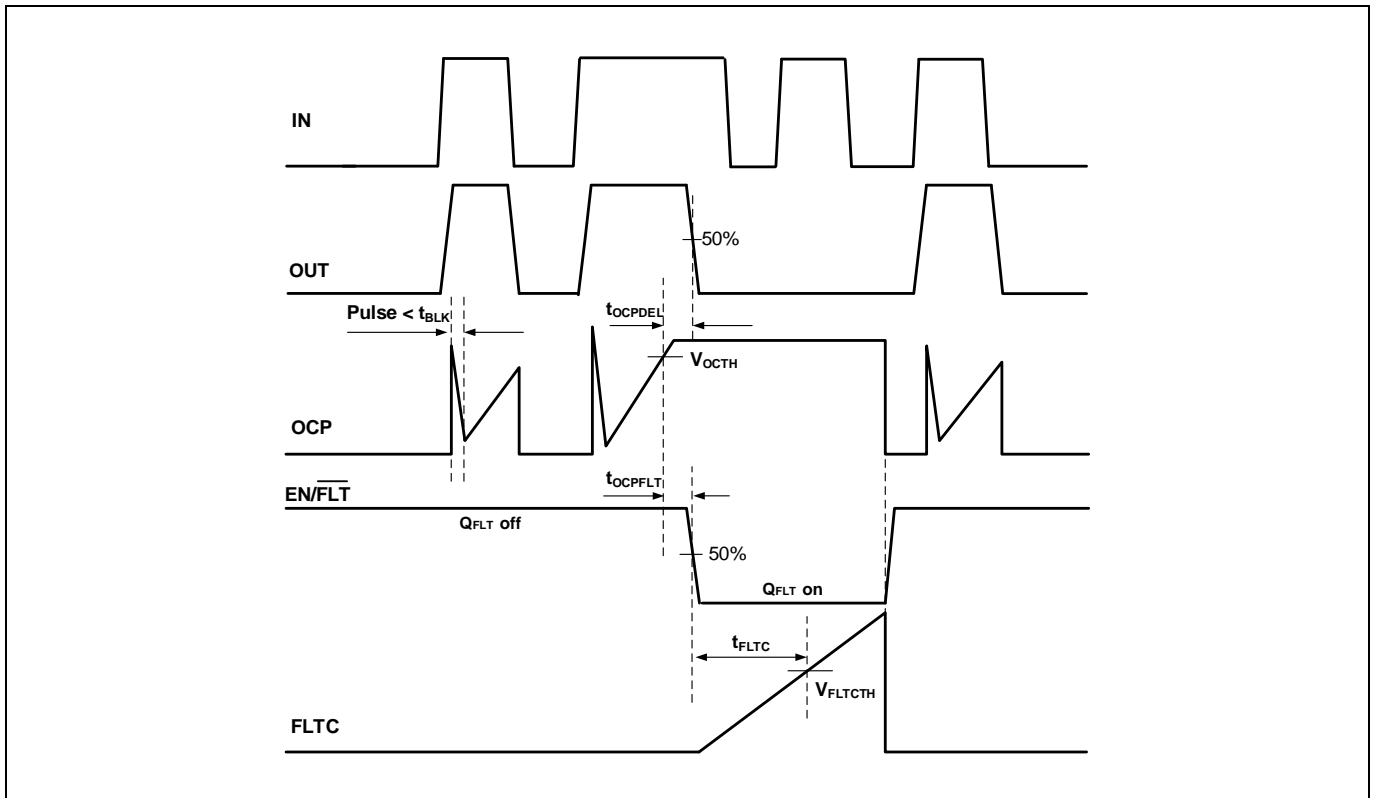 IN
50%
OUT
Pulse < tBLK
tOCPDEL
VOCTH
OCP
tOCPFLT
EN/FLT
QFLT off
50%
QFLT on
tFLTC
VFLTCTH
FLTC